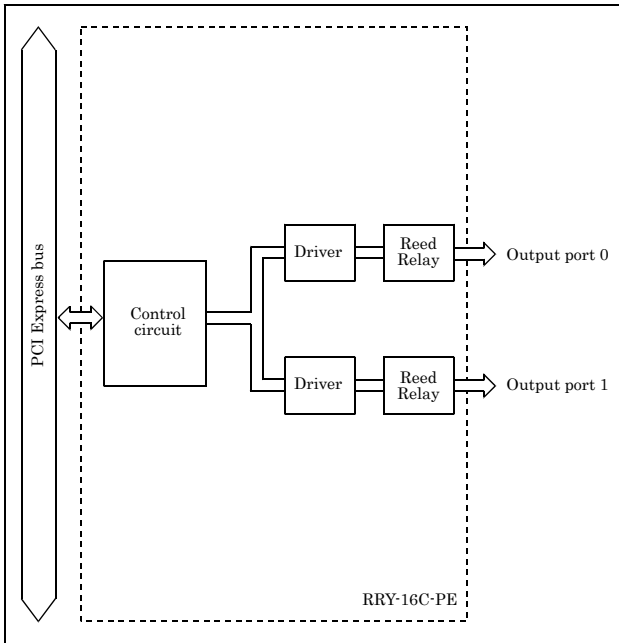 PCI Express bus
Control
circuit
Driver
Reed
Relay
Output port 0
Driver
Reed
Relay
Output port 1
RRY-16C-PE